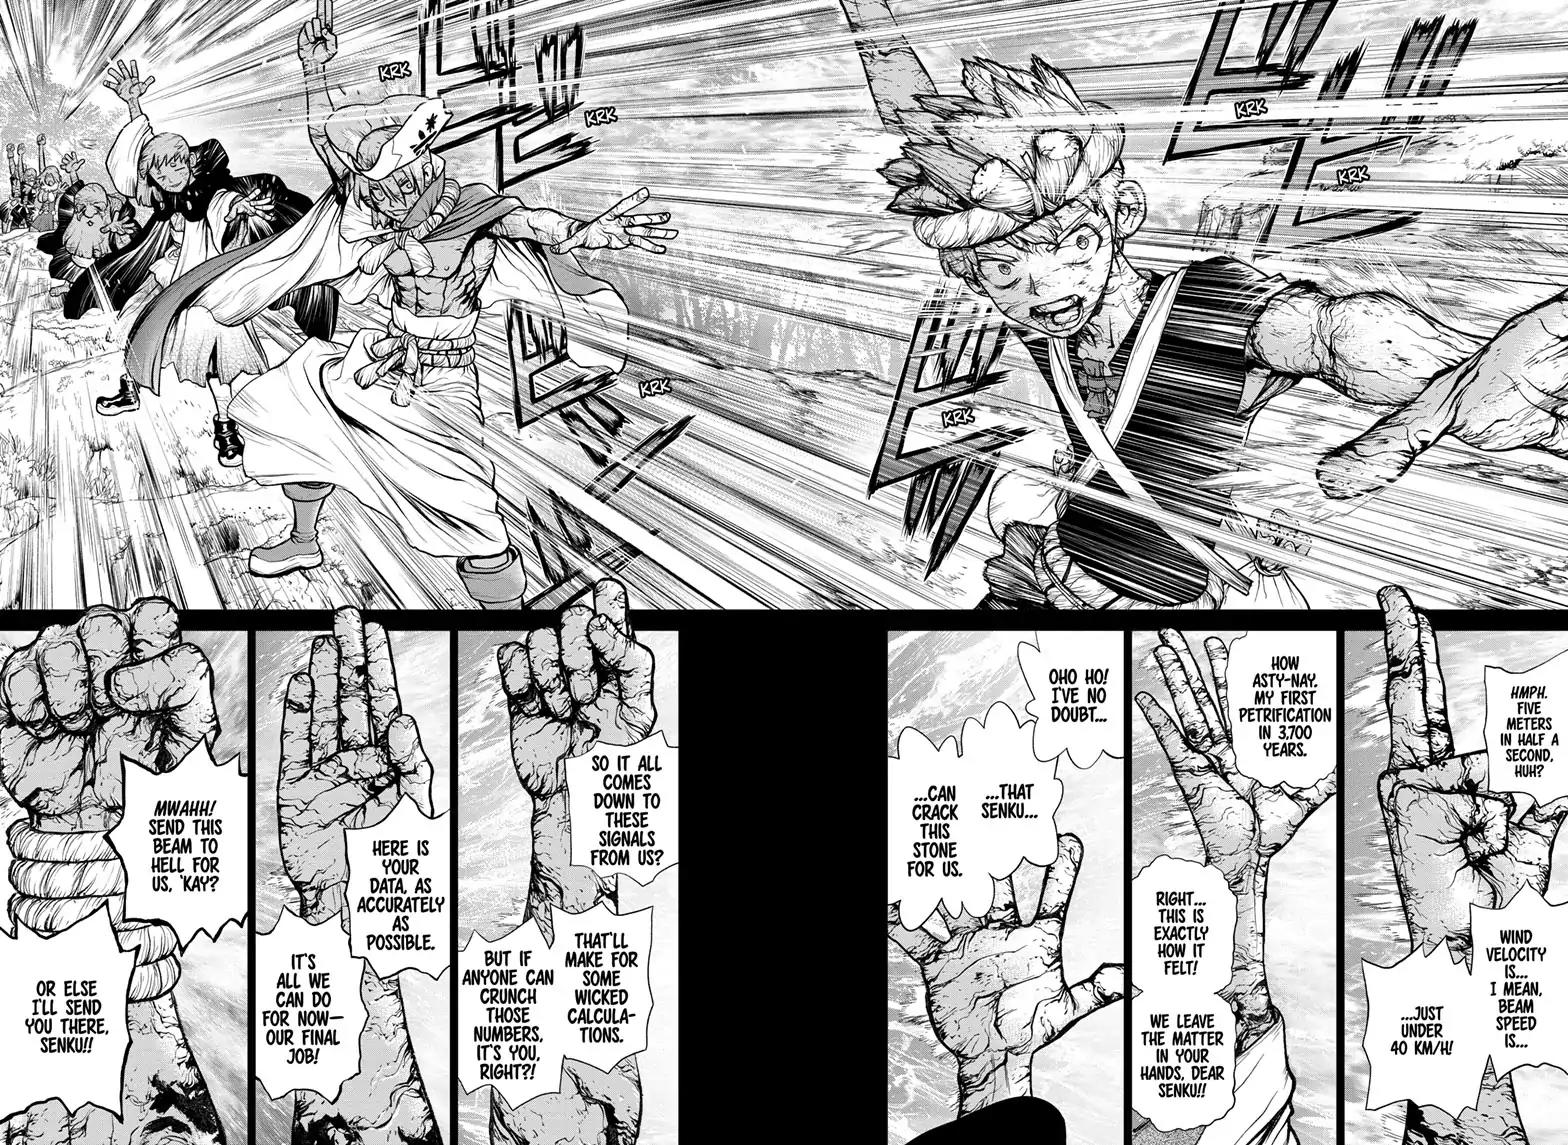 KRK
KRK
KRK
KRK
KRK
KRK
HMPH.
FIVE
METERS
IN HALF A
SECOND,
HUH?
WIND
VELOCITY
IS...
I MEAN,
BEAM
SPEED
IS...
...JUST
UNDER
40 KM/H!
HOW
ASTY-NAY.
MY FIRST
PETRIFICATION
IN 3,700
YEARS.
RIGHT...
THIS IS
EXACTLY
HOW IT
FELT!
WE LEAVE
THE MATTER
IN YOUR
HANDS, DEAR
SENKU!!
OHO HO!
I'VE NO
DOUBT...
...THAT
SENKU...
...CAN
CRACK
THIS
STONE
FOR US.
SO IT ALL
COMES
DOWN TO
THESE
SIGNALS
FROM US?
THAT'LL
MAKE FOR
SOME
WICKED
CALCULA-
TIONS.
BUT IF
ANYONE CAN
CRUNCH
THOSE
NUMBERS,
IT'S YOU,
RIGHT?!
HERE IS
YOUR
DATA, AS
ACCURATELY
AS
POSSIBLE.
IT'S
ALL WE
CAN DO
FOR NOW—
OUR FINAL
JOB!
MWAHH!
SEND THIS
BEAM TO
HELL FOR
US, 'KAY?
OR ELSE
I'LL SEND
YOU THERE,
SENKU!!